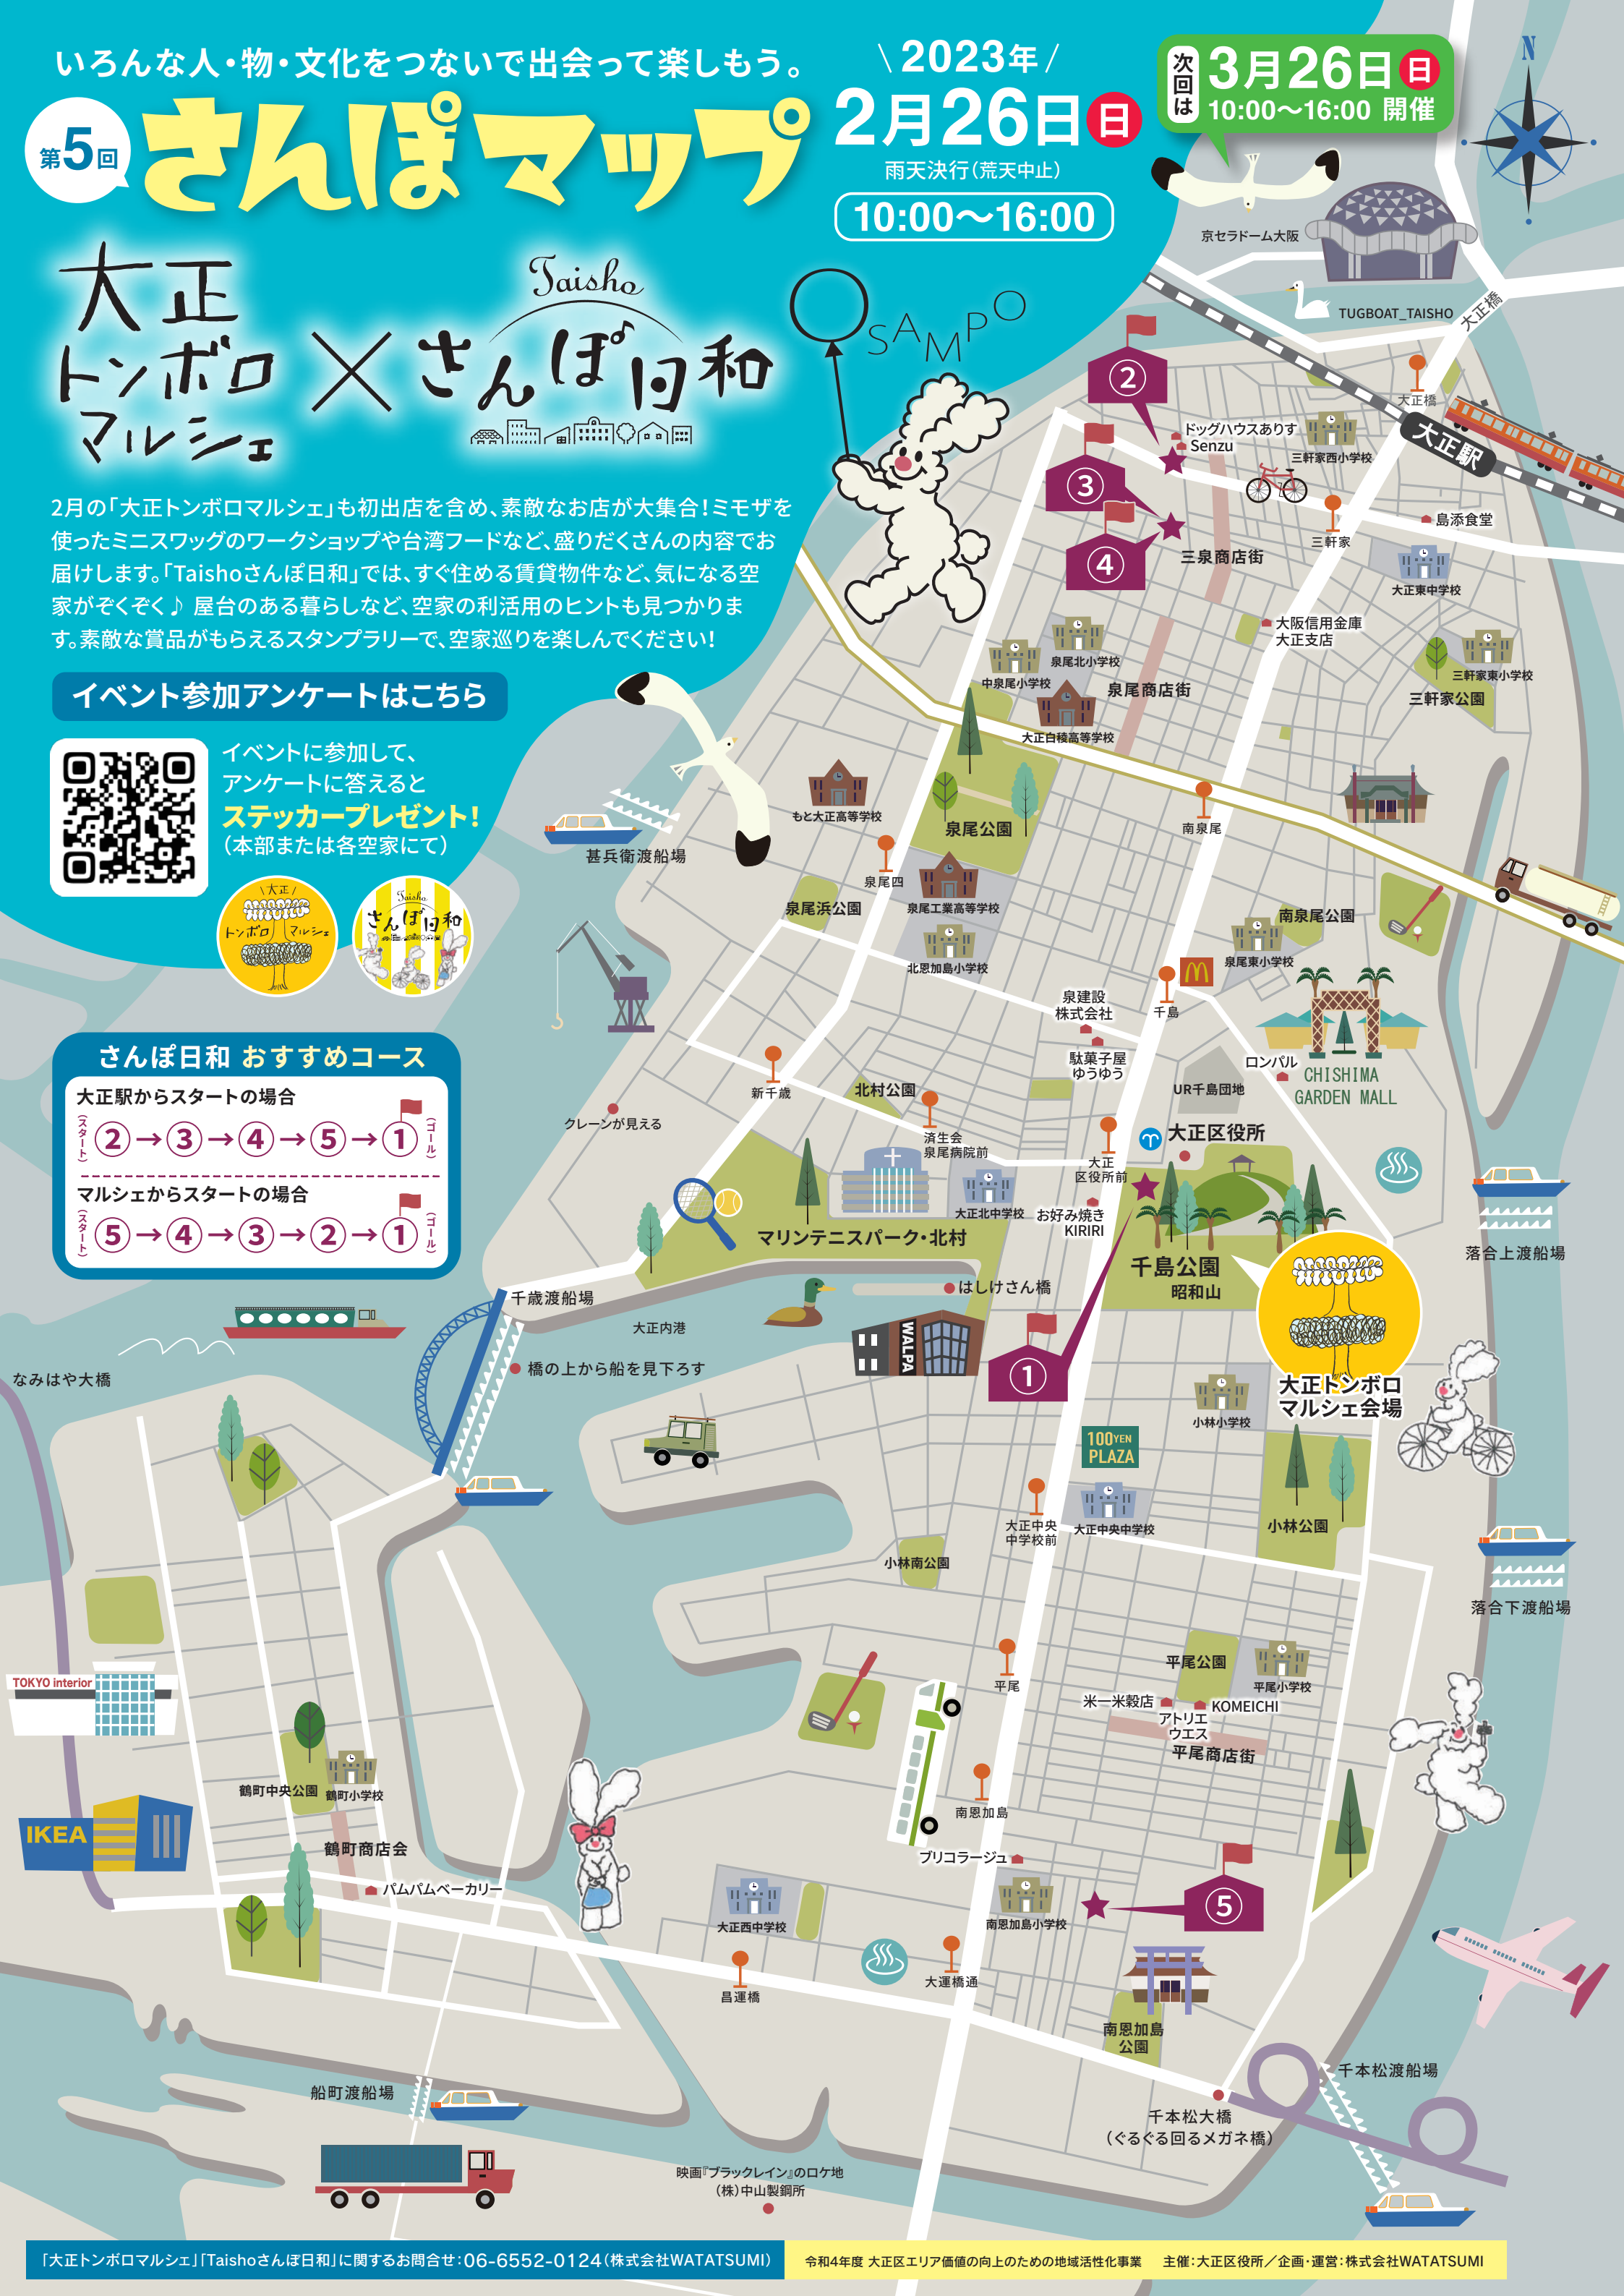 いろんな人・物・文化をつないで出会って楽しもう。
第5回
さんぽマップ
2023年
2月26日 日
雨天決行（荒天中止）
10:00〜16:00
次回は
3月26日 日
10:00〜16:00 開催
N
大正
トンボロ
マルシェ
×
Taisho
さんぽ日和
SAMPO
2月の「大正トンボロマルシェ」も初出店を含め、素敵なお店が大集合！ミモザを
使ったミニスワッグのワークショップや台湾フードなど、盛りだくさんの内容でお
届けします。「Taishoさんぽ日和」では、すぐ住める賃貸物件など、気になる空
家がぞくぞく♪ 屋台のある暮らしなど、空家の利活用のヒントも見つかりま
す。素敵な賞品がもらえるスタンプラリーで、空家巡りを楽しんでください！
イベント参加アンケートはこちら
イベントに参加して、
アンケートに答えると
ステッカープレゼント！
（本部または各空家にて）
大正
トンボロ マルシェ
Taisho
さんぽ日和
さんぽ日和 おすすめコース
大正駅からスタートの場合
（スタート） ②→③→④→⑤→① （ゴール）
マルシェからスタートの場合
（スタート） ⑤→④→③→②→① （ゴール）
京セラドーム大阪
TUGBOAT_TAISHO
大正橋
大正橋
大正駅
②
ドッグハウスありす
Senzu
三軒家西小学校
③
④
島添食堂
三軒家
三泉商店街
大正東中学校
大阪信用金庫
大正支店
泉尾北小学校
中泉尾小学校
泉尾商店街
三軒家東小学校
三軒家公園
大正白稜高等学校
もと大正高等学校
泉尾公園
南泉尾
甚兵衛渡船場
泉尾四
泉尾浜公園
泉尾工業高等学校
南泉尾公園
北恩加島小学校
泉尾東小学校
千島
泉建設
株式会社
駄菓子屋
ゆうゆう
ロンパル
CHISHIMA
GARDEN MALL
UR千島団地
新千歳
北村公園
クレーンが見える
済生会
泉尾病院前
大正区役所
大正
区役所前
大正北中学校
お好み焼き
KIRIRI
マリンテニスパーク・北村
千島公園
昭和山
落合上渡船場
千歳渡船場
はしけさん橋
大正内港
WALPA
①
橋の上から船を見下ろす
なみはや大橋
大正トンボロ
マルシェ会場
小林小学校
100YEN
PLAZA
大正中央
中学校前
大正中央中学校
小林公園
小林南公園
落合下渡船場
平尾
平尾公園
平尾小学校
TOKYO interior
米一米穀店
KOMEICHI
アトリエ
ウエス
平尾商店街
鶴町中央公園
鶴町小学校
南恩加島
IKEA
鶴町商店会
ブリコラージュ
パムパムベーカリー
大正西中学校
南恩加島小学校
⑤
昌運橋
大運橋通
南恩加島
公園
船町渡船場
千本松渡船場
千本松大橋
（ぐるぐる回るメガネ橋）
映画『ブラックレイン』のロケ地
（株）中山製鋼所
「大正トンボロマルシェ」「Taishoさんぽ日和」に関するお問合せ：06-6552-0124（株式会社WATATSUMI）
令和4年度 大正区エリア価値の向上のための地域活性化事業 主催：大正区役所／企画・運営：株式会社WATATSUMI